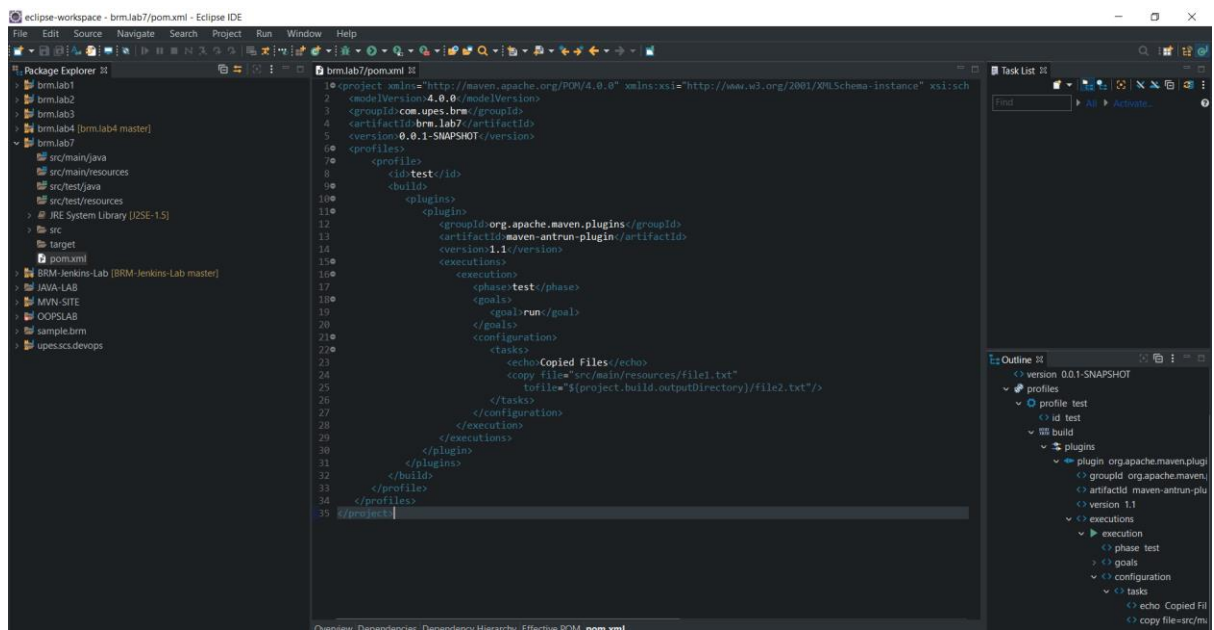 eclipse-workspace - brm.lab7/pom.xml - Eclipse IDE
File Edit Source Navigate Search Project Run Window Help
Package Explorer
brm.lab1
brm.lab2
brm.lab3
brm.lab4 [brm.lab4 master]
brm.lab7
src/main/java
src/main/resources
src/test/java
src/test/resources
JRE System Library [J2SE-1.5]
src
target
pom.xml
BRM-Jenkins-Lab [BRM-Jenkins-Lab master]
JAVA-LAB
MVN-SITE
OOPSLAB
sample.brm
upes.scs.devops
brm.lab7/pom.xml
1 <project xmlns="http://maven.apache.org/POM/4.0.0" xmlns:xsi="http://www.w3.org/2001/XMLSchema-instance" xsi:sch
2 <modelVersion>4.0.0</modelVersion>
3 <groupId>com.upes.brm</groupId>
4 <artifactId>brm.lab7</artifactId>
5 <version>0.0.1-SNAPSHOT</version>
6 <profiles>
7 <profile>
8 <id>test</id>
9 <build>
10 <plugins>
11 <plugin>
12 <groupId>org.apache.maven.plugins</groupId>
13 <artifactId>maven-antrun-plugin</artifactId>
14 <version>1.1</version>
15 <executions>
16 <execution>
17 <phase>test</phase>
18 <goals>
19 <goal>run</goal>
20 </goals>
21 <configuration>
22 <tasks>
23 <echo>Copied Files</echo>
24 <copy file="src/main/resources/file1.txt"
25 tofile="${project.build.outputDirectory}/file2.txt"/>
26 </tasks>
27 </configuration>
28 </execution>
29 </executions>
30 </plugin>
31 </plugins>
32 </build>
33 </profile>
34 </profiles>
35 </project>
Overview Dependencies Dependency Hierarchy Effective POM pom.xml
Task List
Find All Activate...
Outline
version 0.0.1-SNAPSHOT
profiles
profile test
id test
build
plugins
plugin org.apache.maven.plugi
groupId org.apache.maven.
artifactId maven-antrun-plu
version 1.1
executions
execution
phase test
goals
configuration
tasks
echo Copied Fil
copy file=src/m